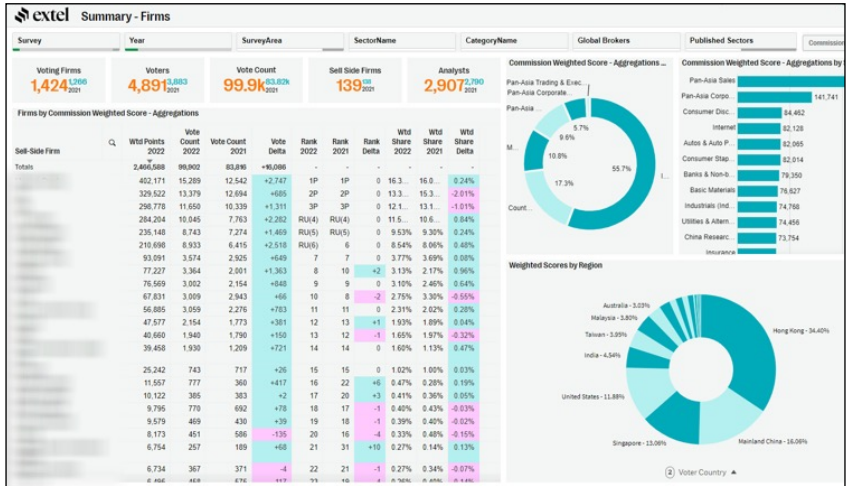 extel Summary - Firms
Survey Year SurveyArea SectorName CategoryName Global Brokers Published Sectors Commission
Voting Firms
1,424 1,266 2021
Voters
4,891 3,883 2021
Vote Count
99.9k 83.82k 2021
Sell Side Firms
139 2021
Analysts
2,907 2,790 2021
Firms by Commission Weighted Score - Aggregations
Sell-Side Firm Wtd Points 2022 Vote Count 2022 Vote Count 2021 Vote Delta Rank 2022 Rank 2021 Rank Delta Wtd Share 2022 Wtd Share 2021 Wtd Share Delta
Totals 2,466,588 99,902 83,816 +16,086 - - - - - -
402,171 15,289 12,542 +2,747 1P 1P 0 16.3... 16.0... 0.24%
329,522 13,379 12,694 +685 2P 2P 0 13.3... 15.3... -2.01%
298,778 11,650 10,339 +1,311 3P 3P 0 12.1... 13.1... -1.01%
284,204 10,045 7,763 +2,282 RU(4) RU(4) 0 11.5... 10.6... 0.84%
235,148 8,743 7,274 +1,469 RU(5) RU(5) 0 9.53% 9.30% 0.24%
210,698 8,933 6,415 +2,518 RU(6) 6 0 8.54% 8.06% 0.48%
93,091 3,574 2,925 +649 7 7 0 3.77% 3.69% 0.08%
77,227 3,364 2,001 +1,363 8 10 +2 3.13% 2.17% 0.96%
76,569 3,002 2,154 +848 9 9 0 3.10% 2.46% 0.64%
67,831 3,009 2,943 +66 10 8 -2 2.75% 3.30% -0.55%
56,885 3,059 2,276 +783 11 11 0 2.31% 2.02% 0.28%
47,577 2,154 1,773 +381 12 13 +1 1.93% 1.89% 0.04%
40,660 1,940 1,790 +150 13 12 -1 1.65% 1.97% -0.32%
39,458 1,930 1,209 +721 14 14 0 1.60% 1.13% 0.47%
25,242 743 717 +26 15 15 0 1.02% 1.00% 0.03%
11,557 777 360 +417 16 22 +6 0.47% 0.28% 0.19%
10,122 385 383 +2 17 20 +3 0.41% 0.36% 0.05%
9,795 770 692 +78 18 17 -1 0.40% 0.43% -0.03%
9,579 469 430 +39 19 18 -1 0.39% 0.40% -0.02%
8,173 451 586 -135 20 16 -4 0.33% 0.48% -0.15%
6,754 257 189 +68 21 31 +10 0.27% 0.14% 0.13%
6,734 367 371 -4 22 21 -1 0.27% 0.34% -0.07%
Commission Weighted Score - Aggregations ...
Pan-Asia Trading & Exec...
Pan-Asia Corporate...
Pan-Asia ...
M...
Count...
I...
5.7%
9.6%
10.8%
17.3%
55.7%
Commission Weighted Score - Aggregations by
Pan-Asia Sales
Pan-Asia Corpo... 141,741
Consumer Disc... 84,462
Internet 82,128
Autos & Auto P... 82,065
Consumer Stap... 82,014
Banks & Non-b... 79,350
Basic Materials 76,627
Industrials (Ind... 74,768
Utilities & Altern... 74,456
China Researc... 73,754
Insurance
Weighted Scores by Region
Australia - 3.03%
Malaysia - 3.80%
Taiwan - 3.95%
India - 4.54%
United States - 11.88%
Singapore - 13.06%
Mainland China - 16.06%
Hong Kong - 34.40%
2 Voter Country